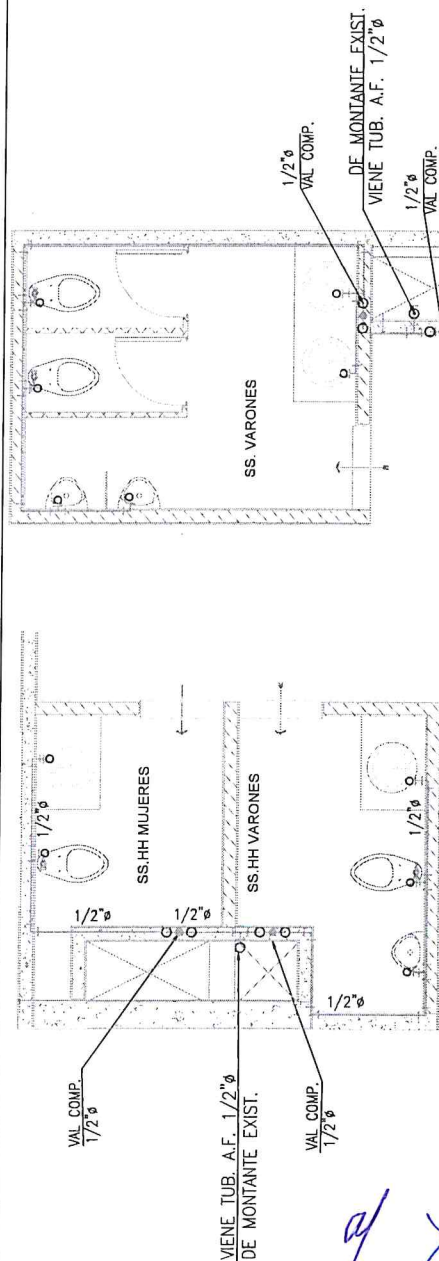 VAL COMP.
1/2"ø
VIENE TUB. A.F. 1/2"ø
DE MONTANTE EXIST.
VAL COMP.
1/2"ø
1/2"ø
1/2"ø
1/2"ø
1/2"ø
1/2"ø
SS.HH MUJERES
SS.HH VARONES
SS. VARONES
1/2"ø
VAL COMP.
DE MONTANTE EXIST.
VIENE TUB. A.F. 1/2"ø
1/2"ø
VAL COMP.